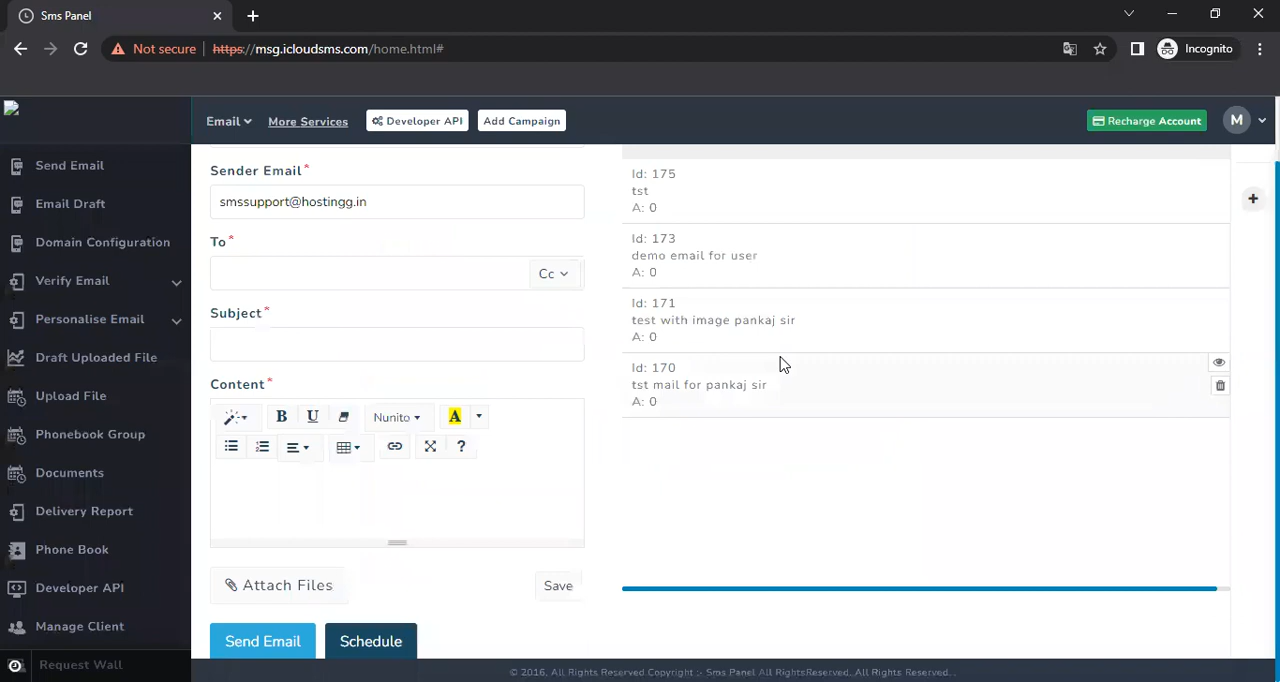 Sms Panel
Not secure
https://msg.icloudsms.com/home.html#
Incognito
Email
More Services
Developer API
Add Campaign
Recharge Account
M
Send Email
Email Draft
Domain Configuration
Verify Email
Personalise Email
Draft Uploaded File
Upload File
Phonebook Group
Documents
Delivery Report
Phone Book
Developer API
Manage Client
Request Wall
Sender Email*
smssupport@hostingg.in
To*
Cc
Subject*
Content*
B U Nunito A
?
Attach Files
Save
Send Email
Schedule
Id: 175
tst
A: 0
Id: 173
demo email for user
A: 0
Id: 171
test with image pankaj sir
A: 0
Id: 170
tst mail for pankaj sir
A: 0
© 2016, All Rights Reserved Copyright :- Sms Panel All RightsReserved,.All Rights Reserved..